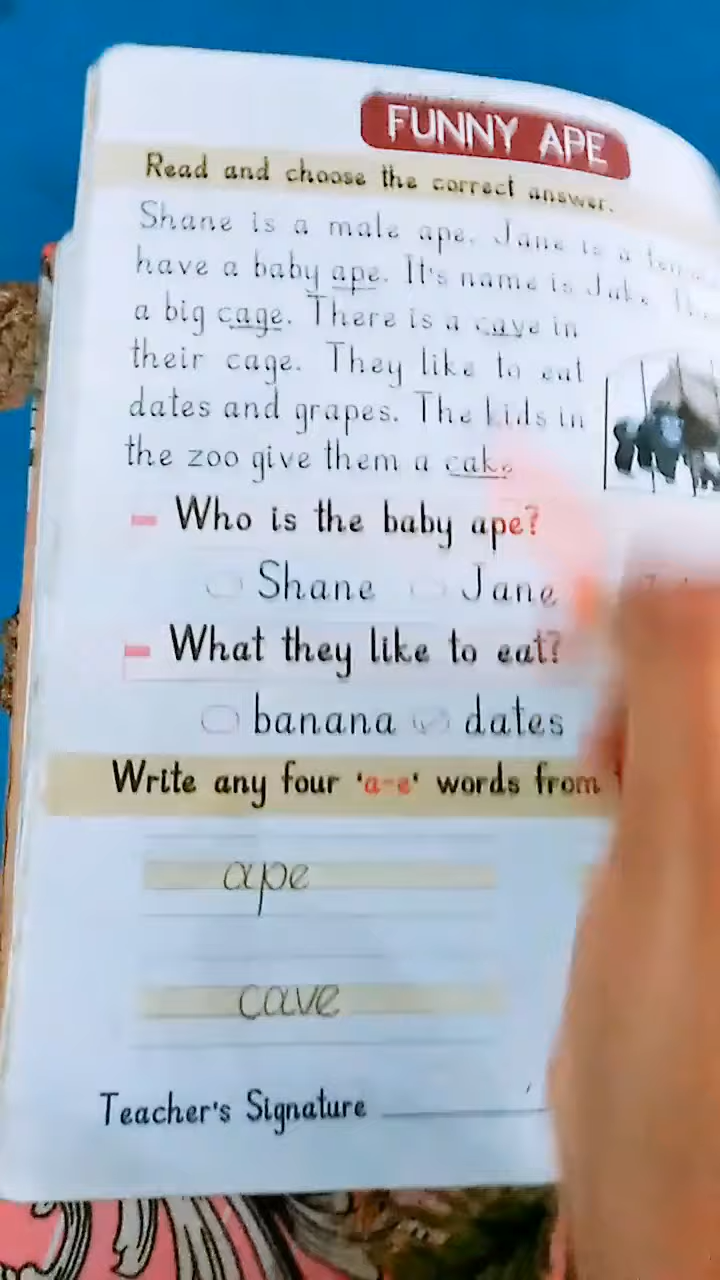 FUNNY APE
Read and choose the correct answer.
Shane is a male ape. Jane is a
have a baby ape. It's name is Jake.
a big cage. There is a cave in
their cage. They like to eat
dates and grapes. The kids in
the zoo give them a cake
Who is the baby ape?
Shane Jane
What they like to eat?
banana dates
Write any four 'a-e' words from
ape
cave
Teacher's Signature